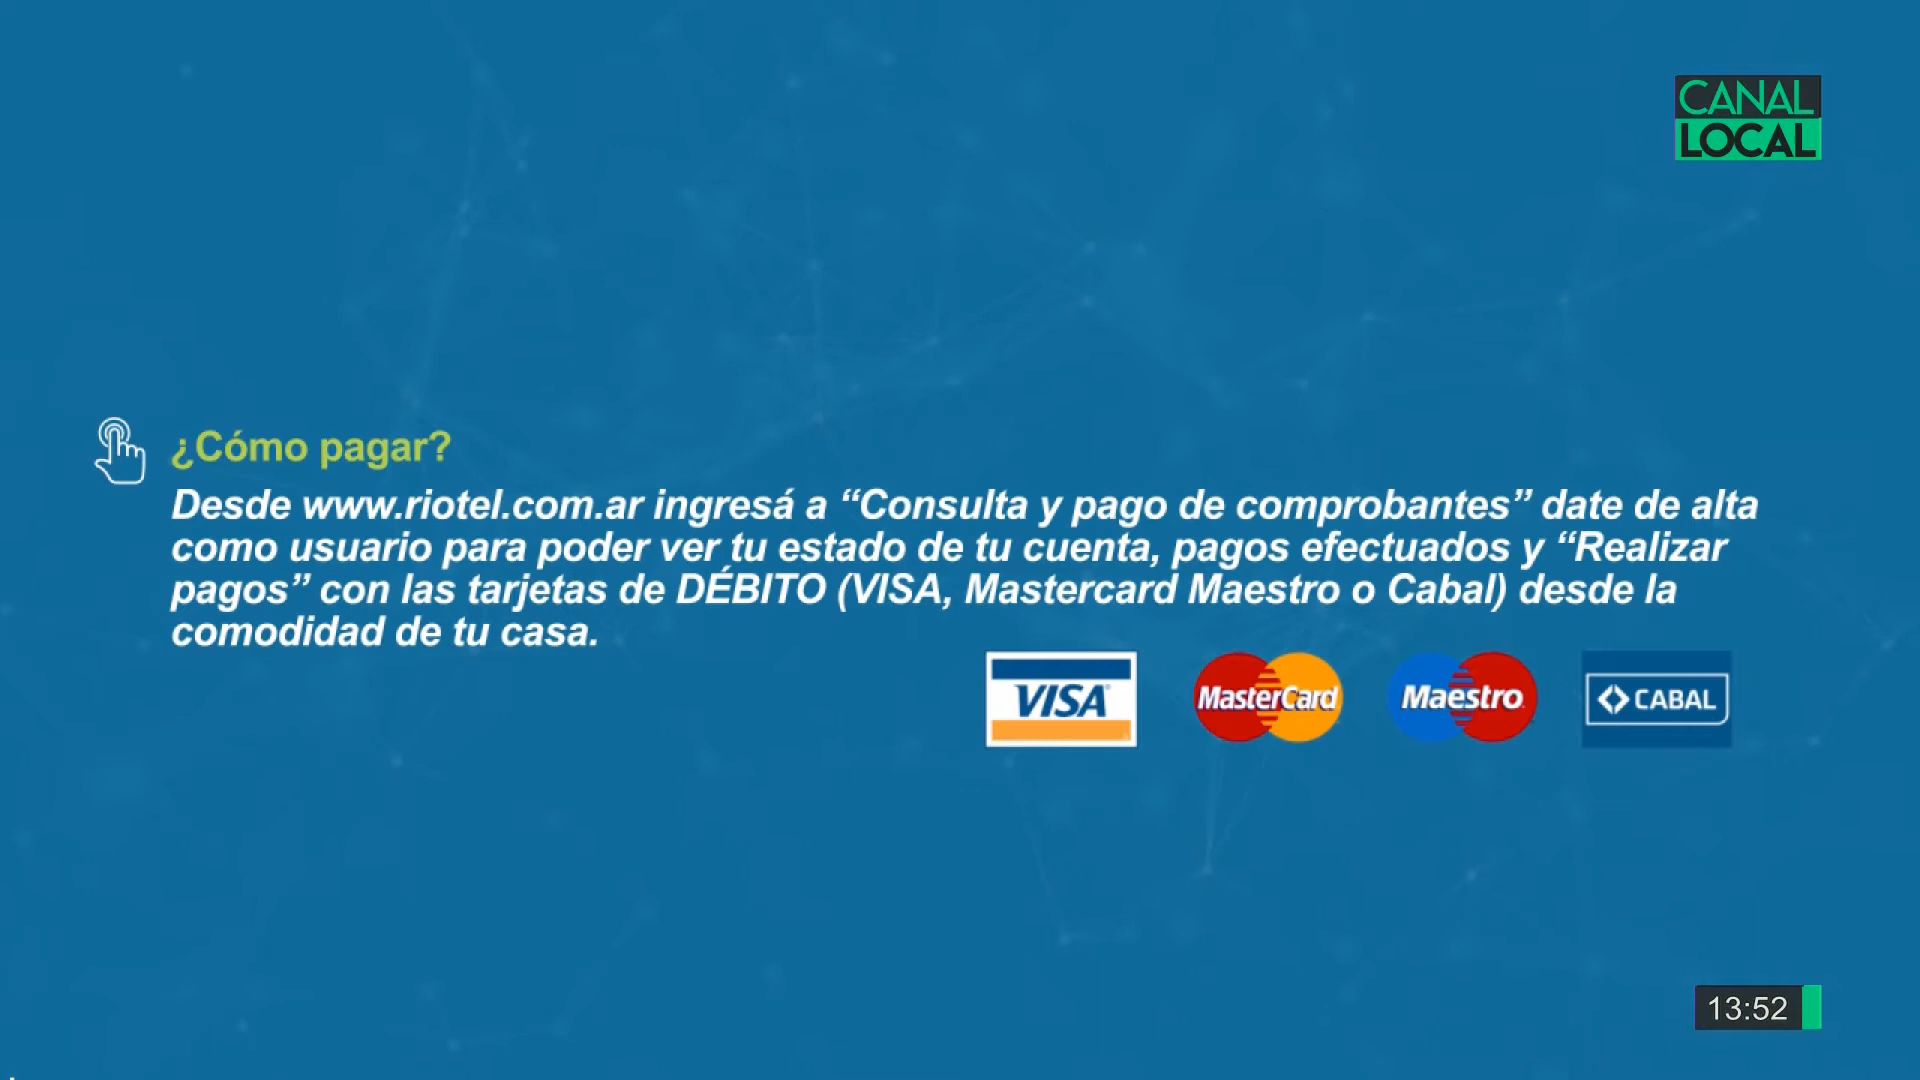 CANAL
LOCAL
¿Cómo pagar?
Desde www.riotel.com.ar ingresá a “Consulta y pago de comprobantes” date de alta
como usuario para poder ver tu estado de tu cuenta, pagos efectuados y “Realizar
pagos” con las tarjetas de DÉBITO (VISA, Mastercard Maestro o Cabal) desde la
comodidad de tu casa.
VISA MasterCard Maestro CABAL
13:52